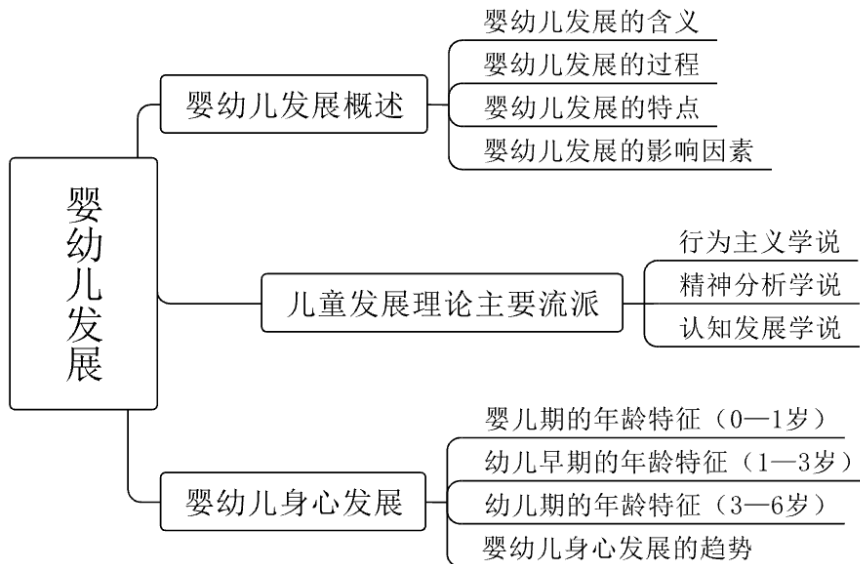 婴幼儿发展
婴幼儿发展概述
婴幼儿发展的含义
婴幼儿发展的过程
婴幼儿发展的特点
婴幼儿发展的影响因素
儿童发展理论主要流派
行为主义学说
精神分析学说
认知发展学说
婴幼儿身心发展
婴儿期的年龄特征（0—1岁）
幼儿早期的年龄特征（1—3岁）
幼儿期的年龄特征（3—6岁）
婴幼儿身心发展的趋势